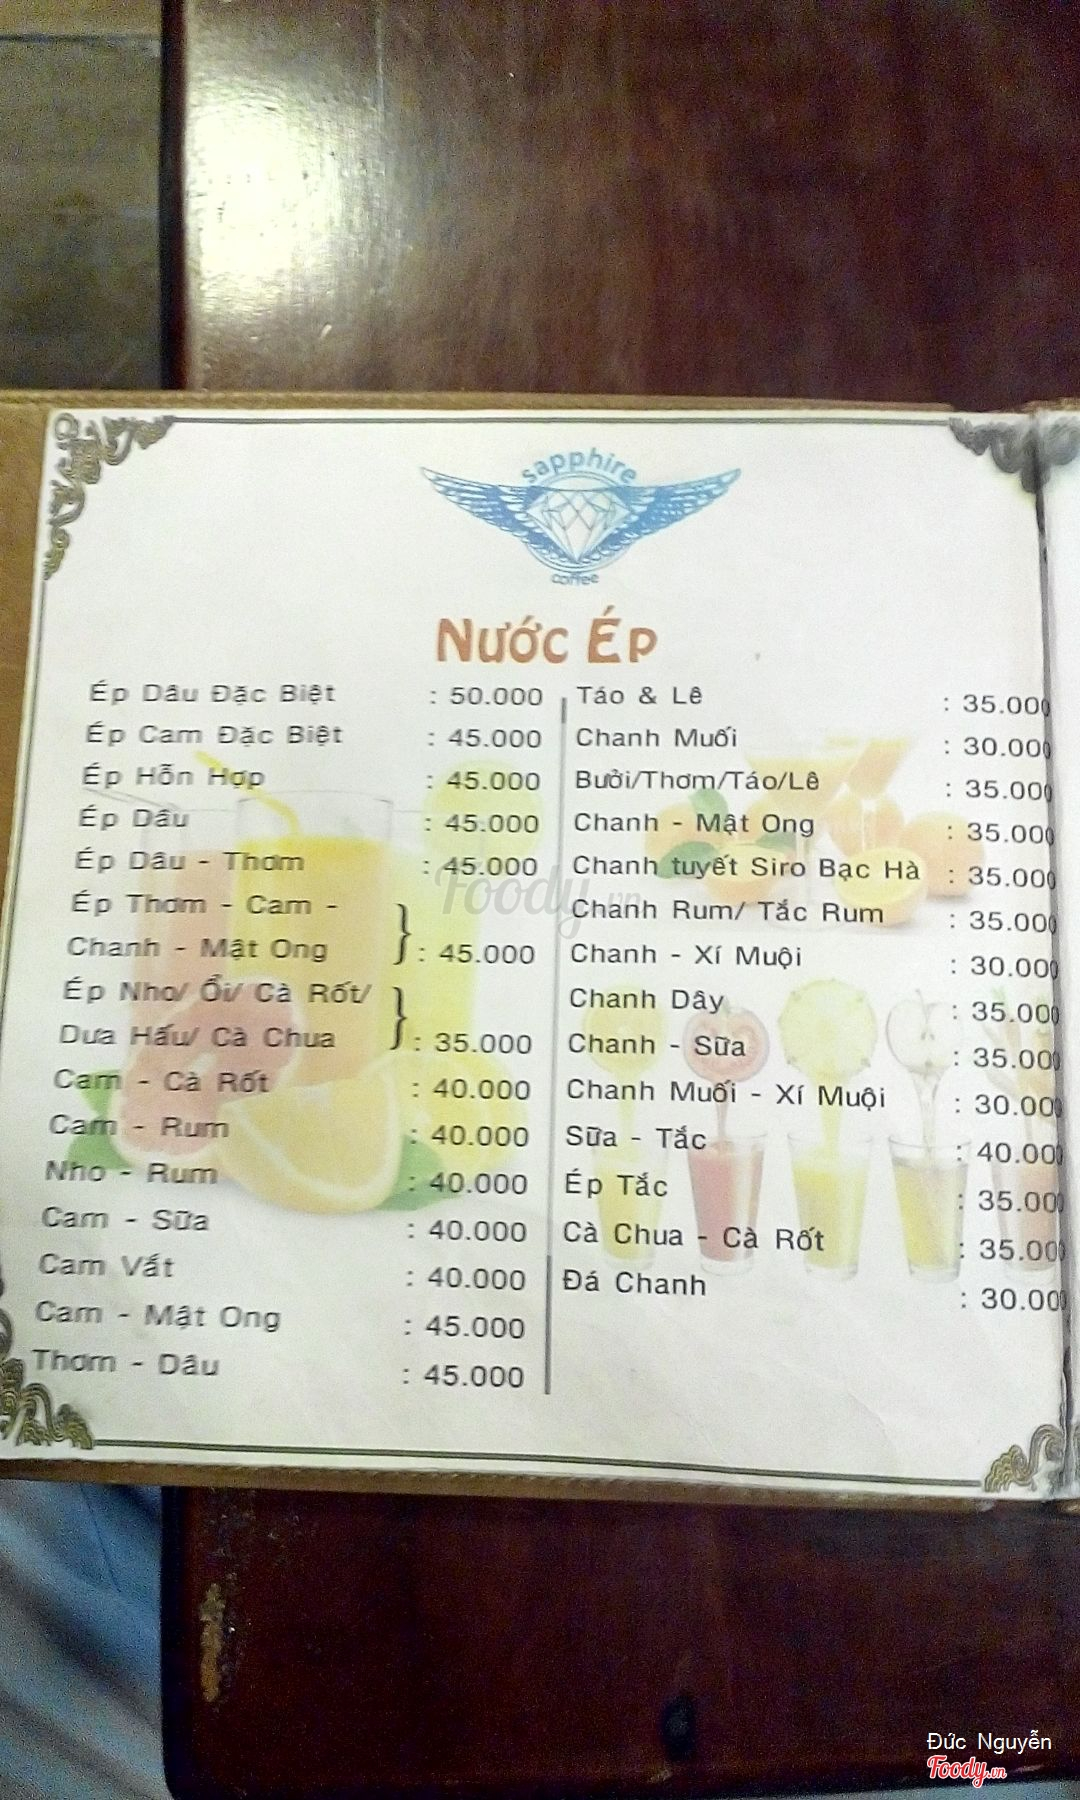 sapphire
coffee
Nước Ép
Ép Dâu Đặc Biệt : 50.000
Ép Cam Đặc Biệt : 45.000
Ép Hỗn Hợp : 45.000
Ép Dâu : 45.000
Ép Dâu - Thơm : 45.000
Ép Thơm - Cam -
Chanh - Mật Ong } : 45.000
Ép Nho/ Ổi/ Cà Rốt/
Dưa Hấu/ Cà Chua } : 35.000
Cam - Cà Rốt : 40.000
Cam - Rum : 40.000
Nho - Rum : 40.000
Cam - Sữa : 40.000
Cam Vắt : 40.000
Cam - Mật Ong : 45.000
Thơm - Dâu : 45.000
Táo & Lê : 35.000
Chanh Muối : 30.000
Bưởi/Thơm/Táo/Lê : 35.000
Chanh - Mật Ong : 35.000
Chanh tuyết Siro Bạc Hà : 35.000
Chanh Rum/ Tắc Rum : 35.000
Chanh - Xí Muội : 30.000
Chanh Dây : 35.000
Chanh - Sữa : 35.000
Chanh Muối - Xí Muội : 30.000
Sữa - Tắc : 40.000
Ép Tắc : 35.000
Cà Chua - Cà Rốt : 35.000
Đá Chanh : 30.000
Foody.vn
Đức Nguyễn
Foody.vn